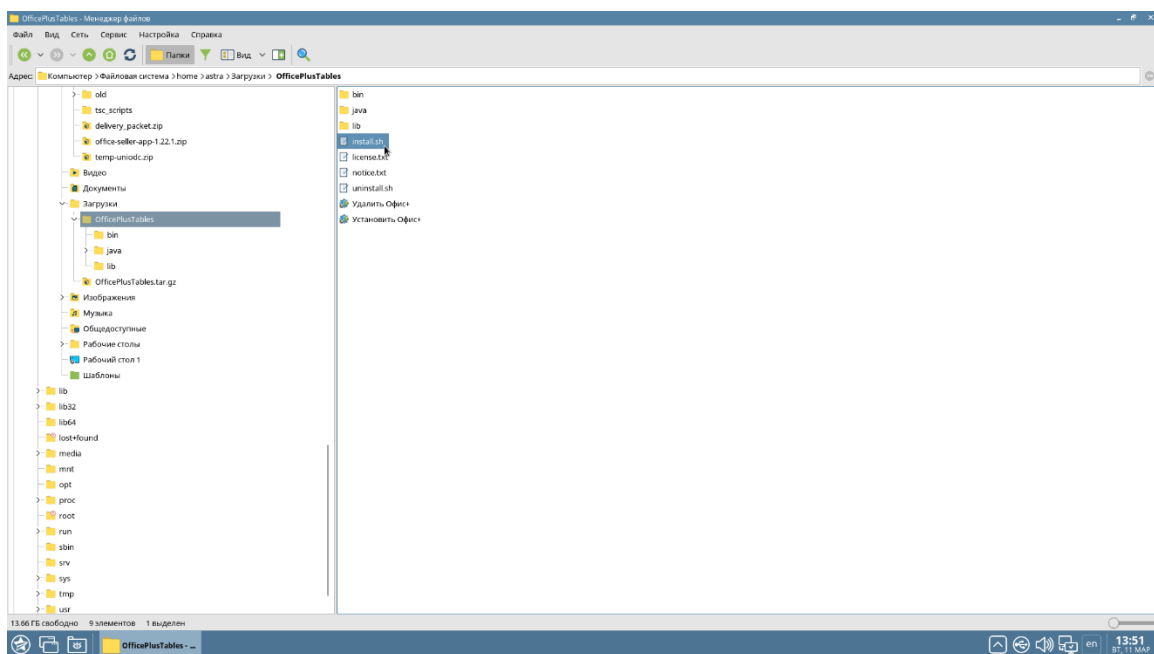 OfficePlusTables - Менеджер файлов
Файл Вид Сеть Сервис Настройка Справка
Папки Вид
Адрес: Компьютер > Файловая система > home > astra > Загрузки > OfficePlusTables
old
tsc_scripts
delivery_packet.zip
office-seller-app-1.22.1.zip
temp-uniodc.zip
Видео
Документы
Загрузки
OfficePlusTables
bin
java
lib
OfficePlusTables.tar.gz
Изображения
Музыка
Общедоступные
Рабочие столы
Рабочий стол 1
Шаблоны
lib
lib32
lib64
lost+found
media
mnt
opt
proc
root
run
sbin
srv
sys
tmp
usr
bin
java
lib
install.sh
license.txt
notice.txt
uninstall.sh
Удалить Офис+
Установить Офис+
13.66 ГБ свободно 9 элементов 1 выделен
OfficePlusTables - ...
en
13:51
ВТ, 11 МАР